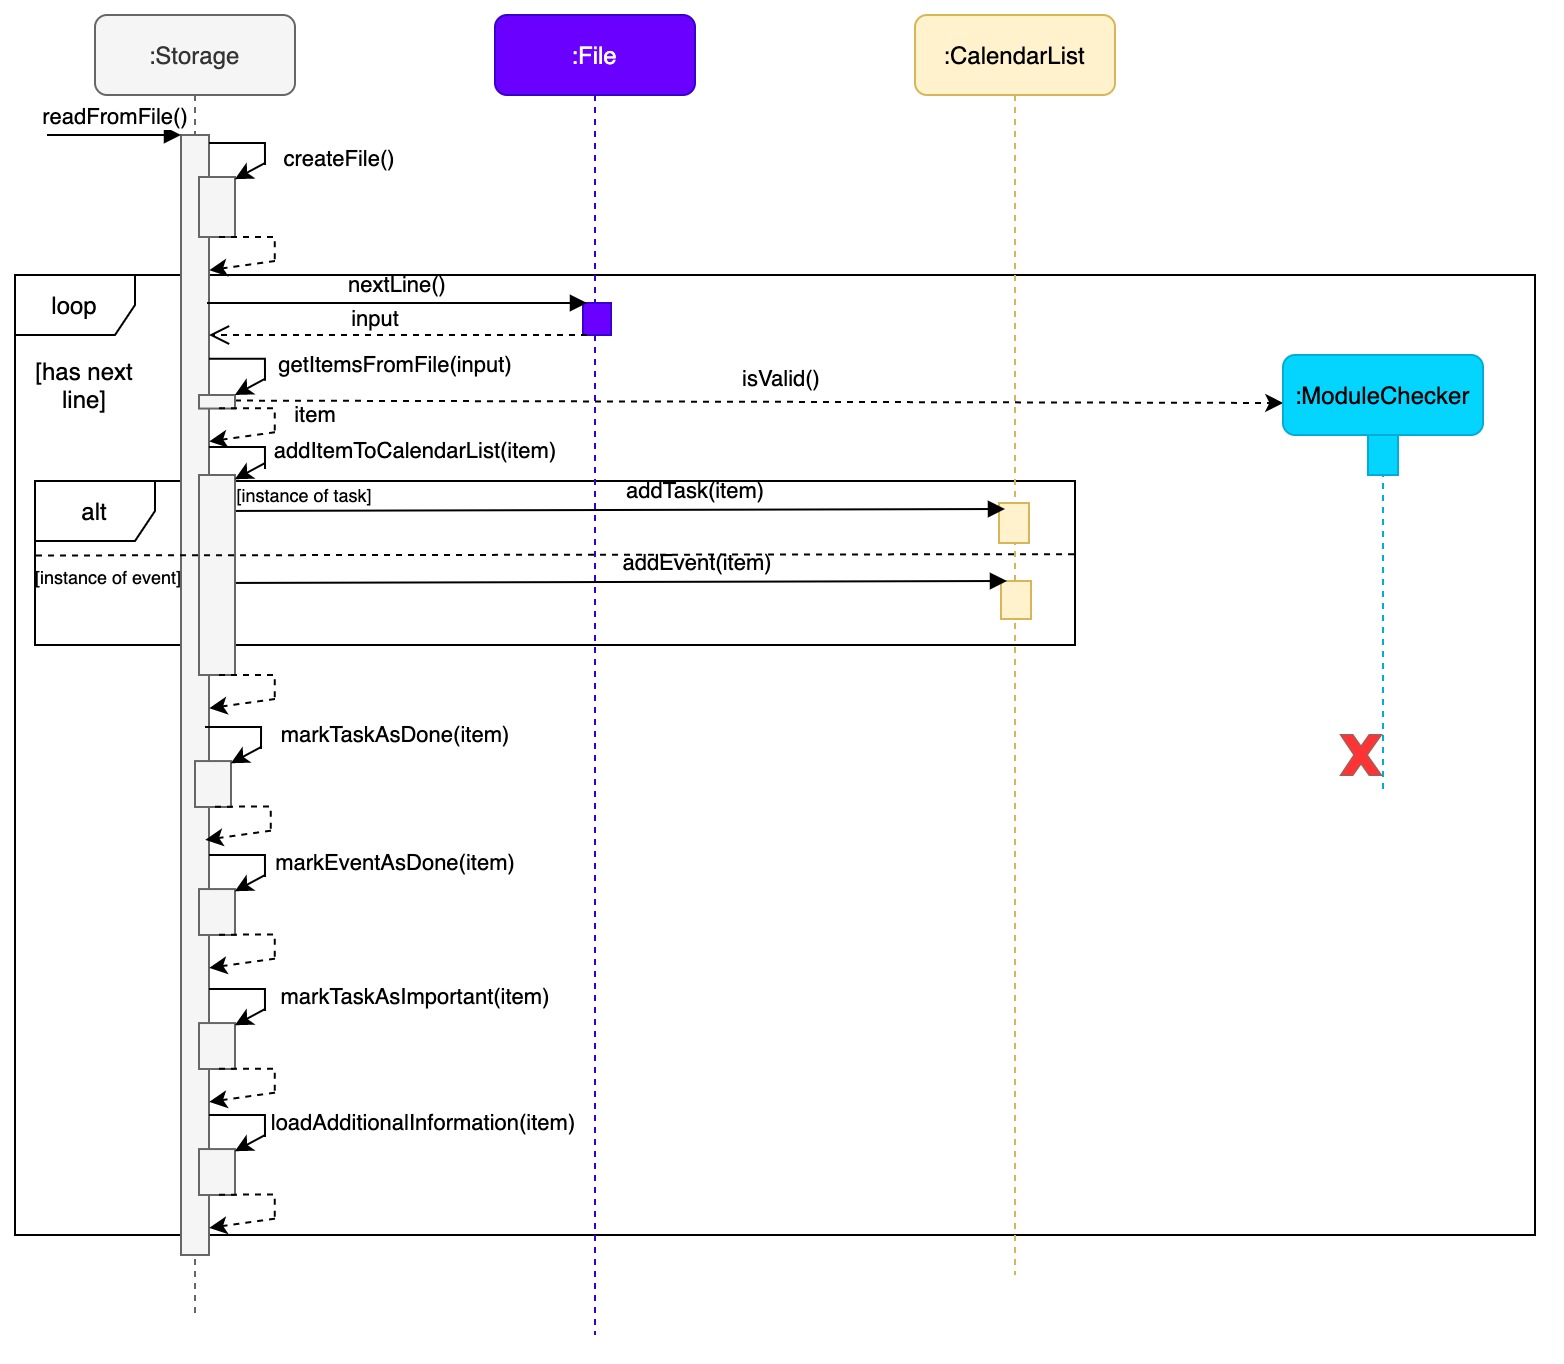 :Storage
:File
:CalendarList
readFromFile()
createFile()
loop
nextLine()
input
[has next
line]
getItemsFromFile(input)
isValid()
:ModuleChecker
item
addItemToCalendarList(item)
alt
[instance of task]
addTask(item)
[instance of event]
addEvent(item)
markTaskAsDone(item)
X
markEventAsDone(item)
markTaskAsImportant(item)
loadAdditionalInformation(item)